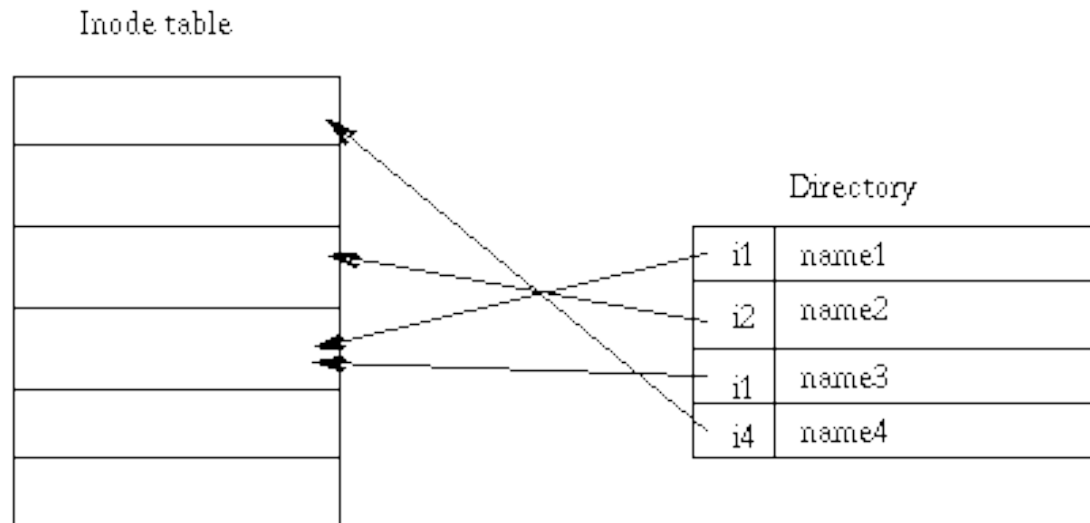 Inode table
Directory
i1 name1
i2 name2
i1 name3
i4 name4